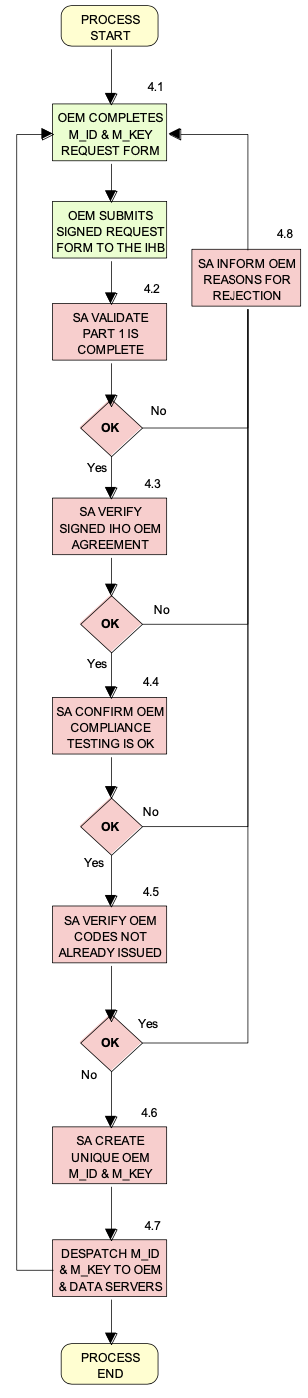 PROCESS
START
4.1
OEM COMPLETES
M_ID & M_KEY
REQUEST FORM
OEM SUBMITS
SIGNED REQUEST
FORM TO THE IHB
4.8
SA INFORM OEM
REASONS FOR
REJECTION
4.2
SA VALIDATE
PART 1 IS
COMPLETE
No
OK
Yes
4.3
SA VERIFY
SIGNED IHO OEM
AGREEMENT
No
OK
Yes
4.4
SA CONFIRM OEM
COMPLIANCE
TESTING IS OK
No
OK
Yes
4.5
SA VERIFY OEM
CODES NOT
ALREADY ISSUED
Yes
OK
No
4.6
SA CREATE
UNIQUE OEM
M_ID & M_KEY
4.7
DESPATCH M_ID
& M_KEY TO OEM
& DATA SERVERS
PROCESS
END